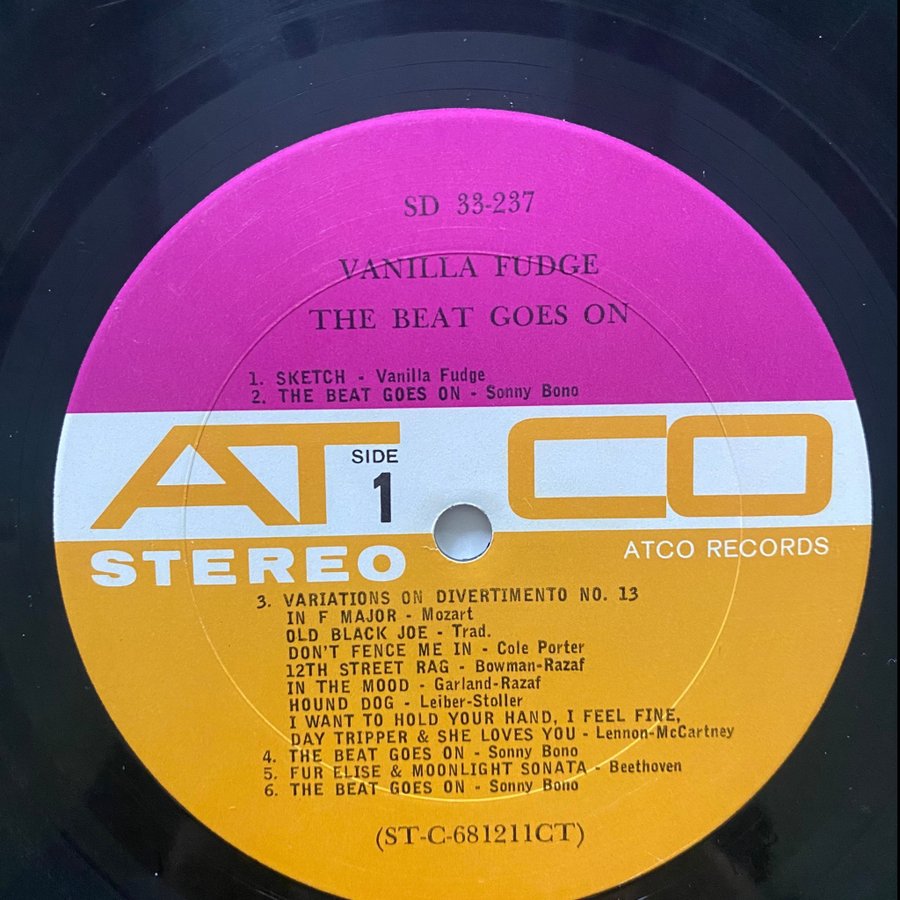 SD 33-237
VANILLA FUDGE
THE BEAT GOES ON
1. SKETCH - Vanilla Fudge
2. THE BEAT GOES ON - Sonny Bono
AT CO
SIDE
1
STEREO
ATCO RECORDS
3. VARIATIONS ON DIVERTIMENTO NO. 13
IN F MAJOR - Mozart
OLD BLACK JOE - Trad.
DON'T FENCE ME IN - Cole Porter
12TH STREET RAG - Bowman-Razaf
IN THE MOOD - Garland-Razaf
HOUND DOG - Leiber-Stoller
I WANT TO HOLD YOUR HAND, I FEEL FINE,
DAY TRIPPER & SHE LOVES YOU - Lennon-McCartney
4. THE BEAT GOES ON - Sonny Bono
5. FUR ELISE & MOONLIGHT SONATA - Beethoven
6. THE BEAT GOES ON - Sonny Bono
(ST-C-681211CT)